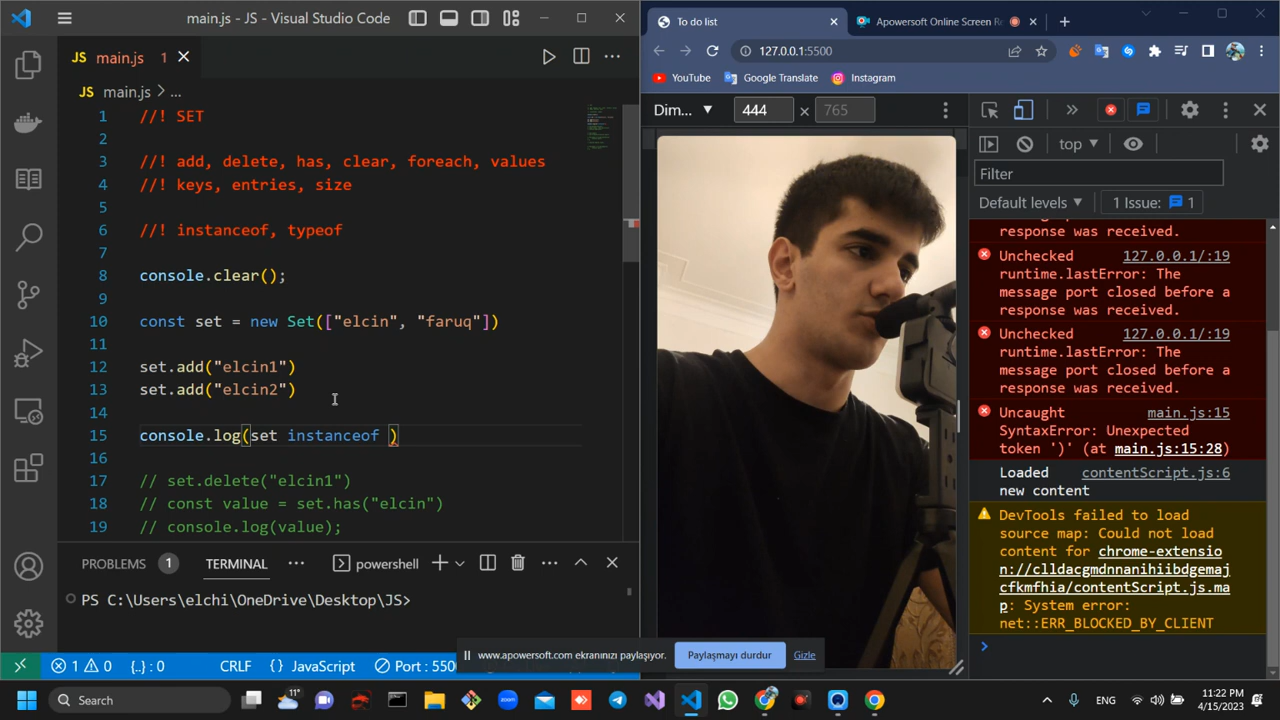 main.js - JS - Visual Studio Code
JS main.js 1
JS main.js > ...
1 //! SET
2
3 //! add, delete, has, clear, foreach, values
4 //! keys, entries, size
5
6 //! instanceof, typeof
7
8 console.clear();
9
10 const set = new Set(["elcin", "faruq"])
11
12 set.add("elcin1")
13 set.add("elcin2")
14
15 console.log(set instanceof )
16
17 // set.delete("elcin1")
18 // const value = set.has("elcin")
19 // console.log(value);
PROBLEMS 1 TERMINAL ... powershell
PS C:\Users\elchi\OneDrive\Desktop\JS>
1 0 {..} : 0 CRLF {} JavaScript Port : 5500
To do list
Apowersoft Online Screen Re
127.0.0.1:5500
YouTube Google Translate Instagram
Dim... 444 × 765
top
Filter
Default levels 1 Issue: 1
message port closed before a
response was received.
Unchecked 127.0.0.1/:19
runtime.lastError: The
message port closed before a
response was received.
Unchecked 127.0.0.1/:19
runtime.lastError: The
message port closed before a
response was received.
Uncaught main.js:15
SyntaxError: Unexpected
token ')' (at main.js:15:28)
Loaded contentScript.js:6
new content
DevTools failed to load
source map: Could not load
content for chrome-extensio
n://clldacgmdnnanihiibdgemaj
cfkmfhia/contentScript.js.ma
p: System error:
net::ERR_BLOCKED_BY_CLIENT
www.apowersoft.com ekranınızı paylaşıyor. Paylaşmayı durdur Gizle
Search
11°
zoom
ENG
11:22 PM
4/15/2023